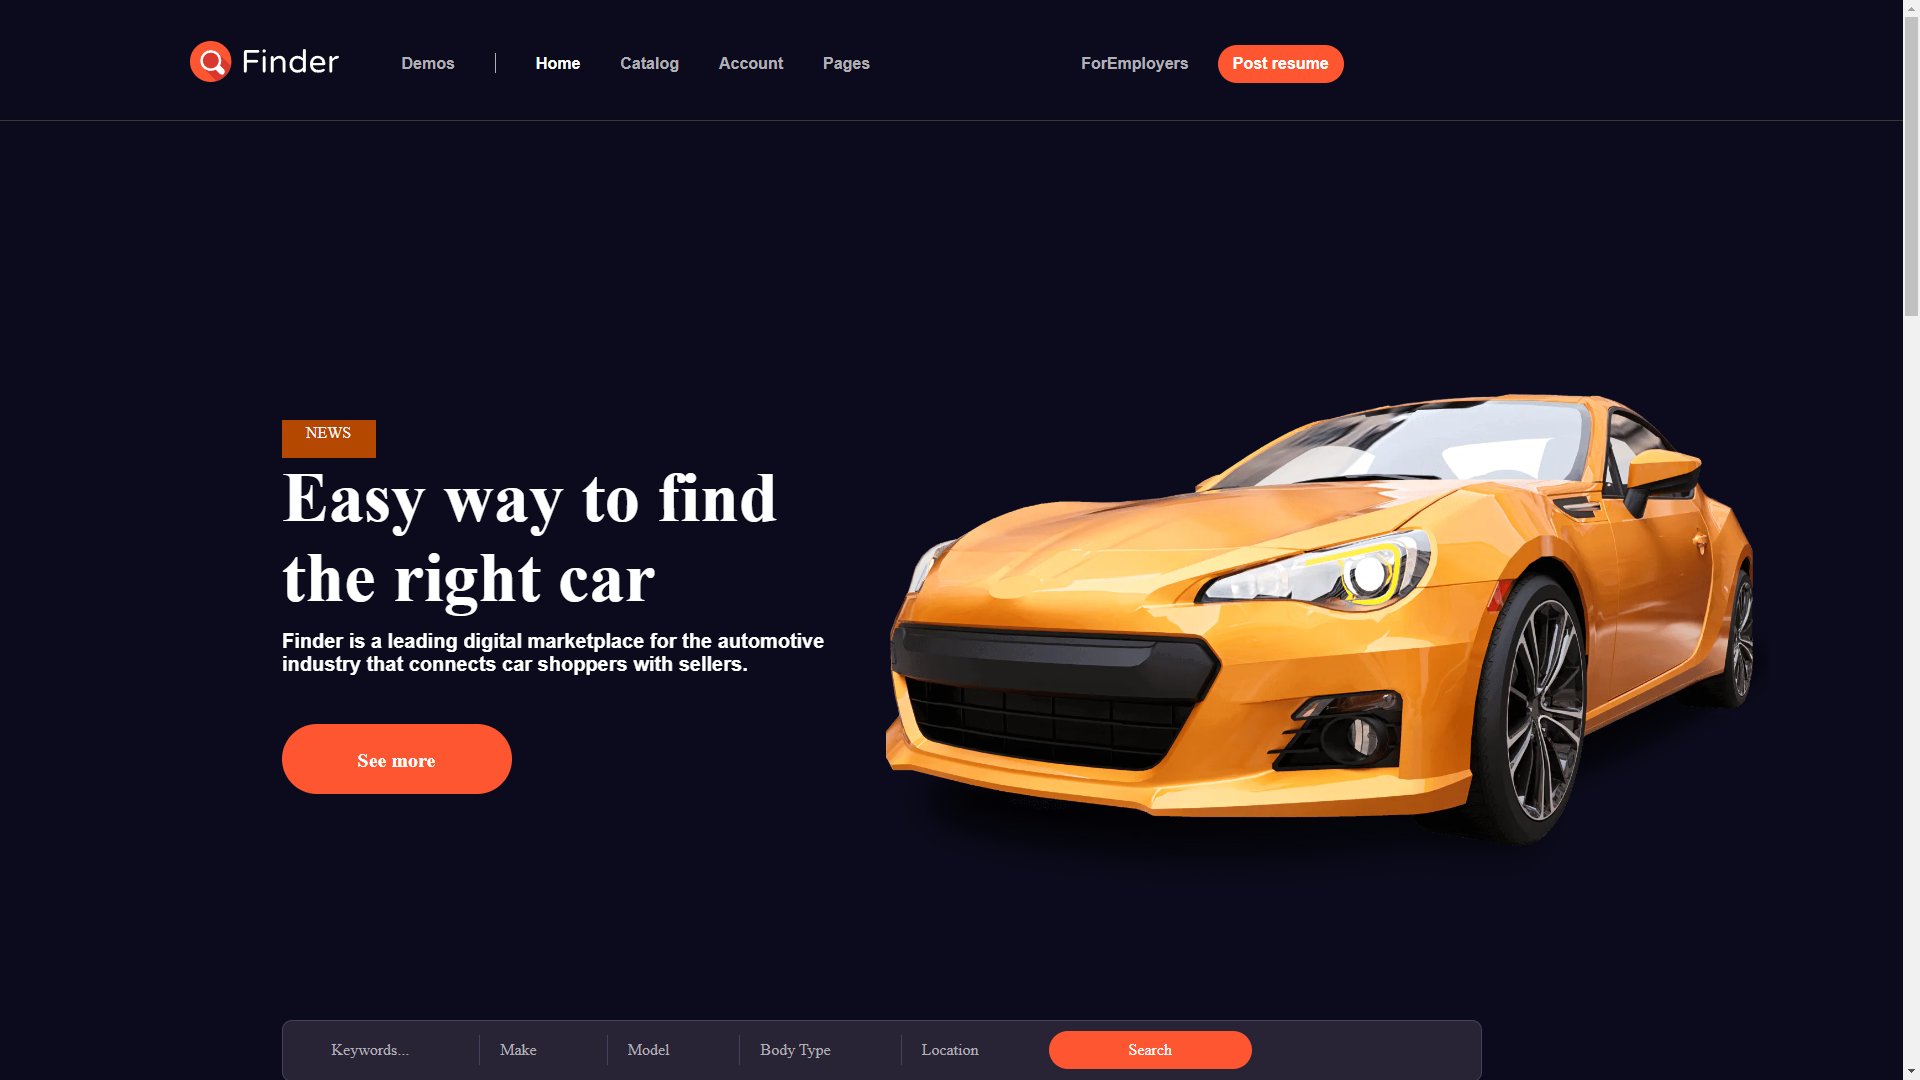 Finder
Demos
Home
Catalog
Account
Pages
ForEmployers
Post resume
NEWS
Easy way to find
the right car
Finder is a leading digital marketplace for the automotive
industry that connects car shoppers with sellers.
See more
Keywords...
Make
Model
Body Type
Location
Search